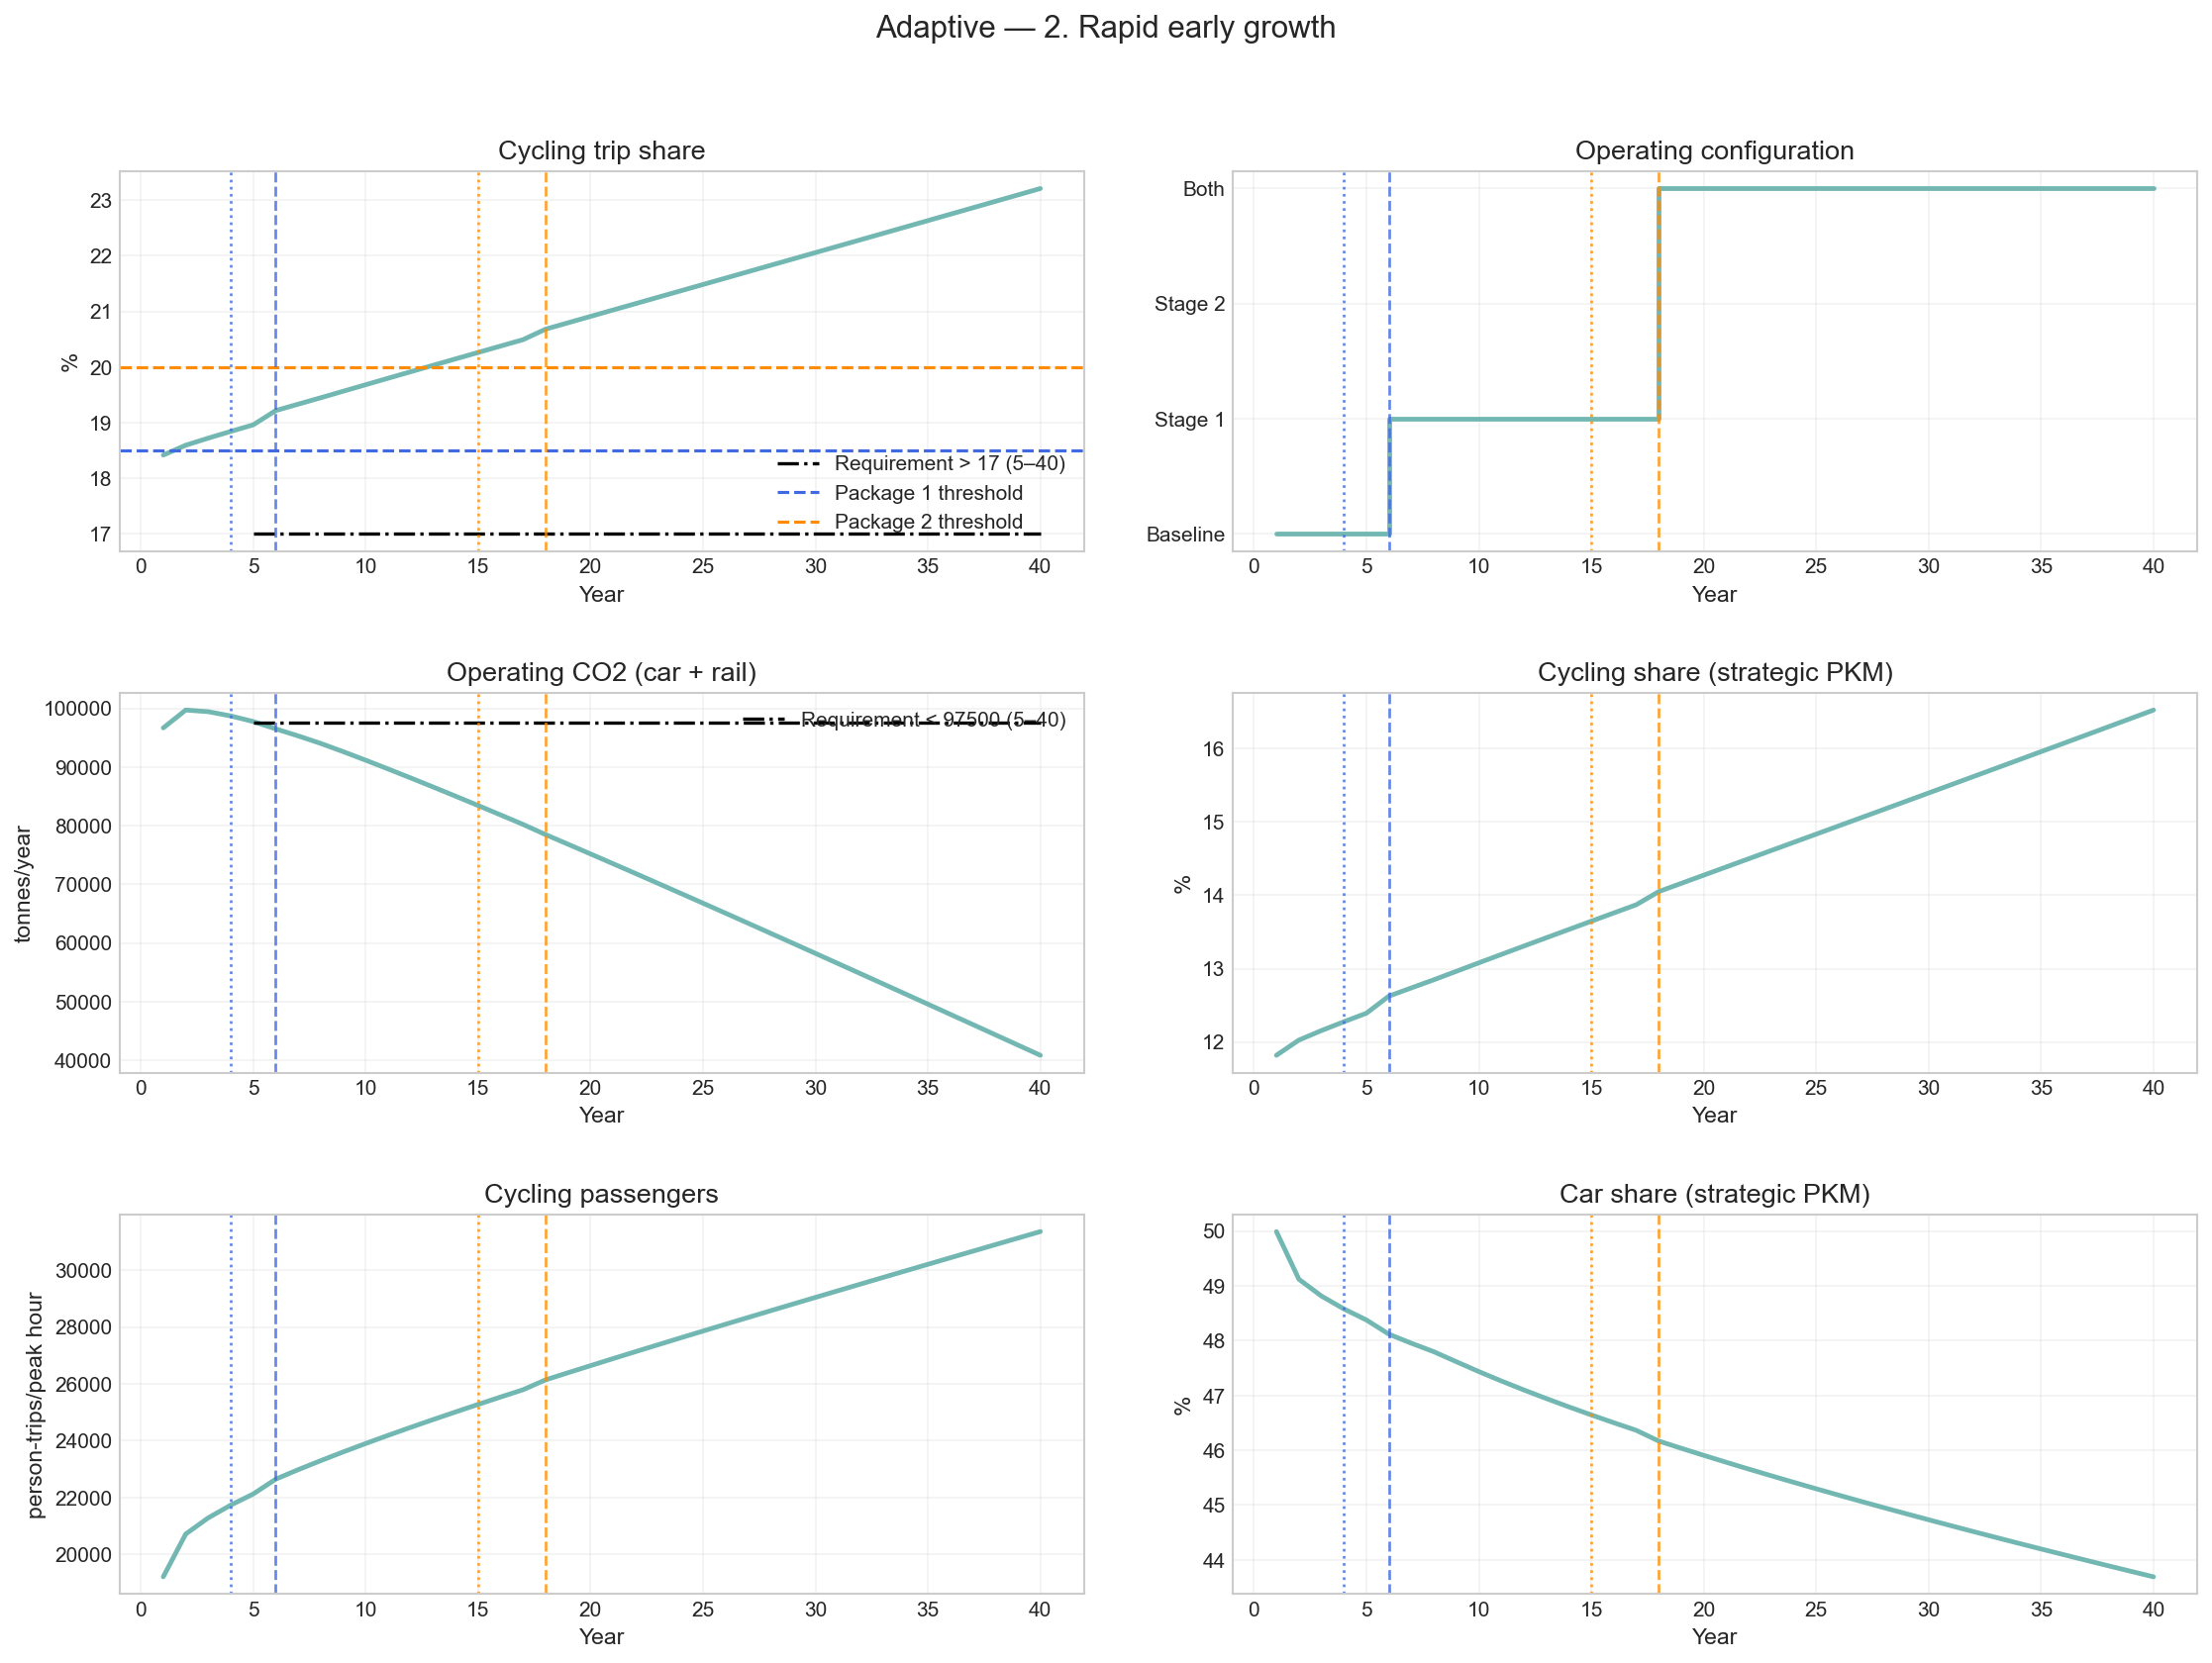 Adaptive — 2. Rapid early growth
Cycling trip share
%
23
22
21
20
19
18
17
Requirement > 17 (5–40)
Package 1 threshold
Package 2 threshold
0 5 10 15 20 25 30 35 40
Year
Operating configuration
Both
Stage 2
Stage 1
Baseline
0 5 10 15 20 25 30 35 40
Year
Operating CO2 (car + rail)
tonnes/year
100000
90000
80000
70000
60000
50000
40000
Requirement < 97500 (5–40)
0 5 10 15 20 25 30 35 40
Year
Cycling share (strategic PKM)
%
16
15
14
13
12
0 5 10 15 20 25 30 35 40
Year
Cycling passengers
person-trips/peak hour
30000
28000
26000
24000
22000
20000
0 5 10 15 20 25 30 35 40
Year
Car share (strategic PKM)
%
50
49
48
47
46
45
44
0 5 10 15 20 25 30 35 40
Year